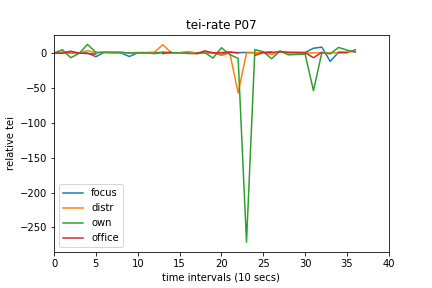 tei-rate P07
relative tei
0
−50
−100
−150
−200
−250
focus
distr
own
office
0 5 10 15 20 25 30 35 40
time intervals (10 secs)